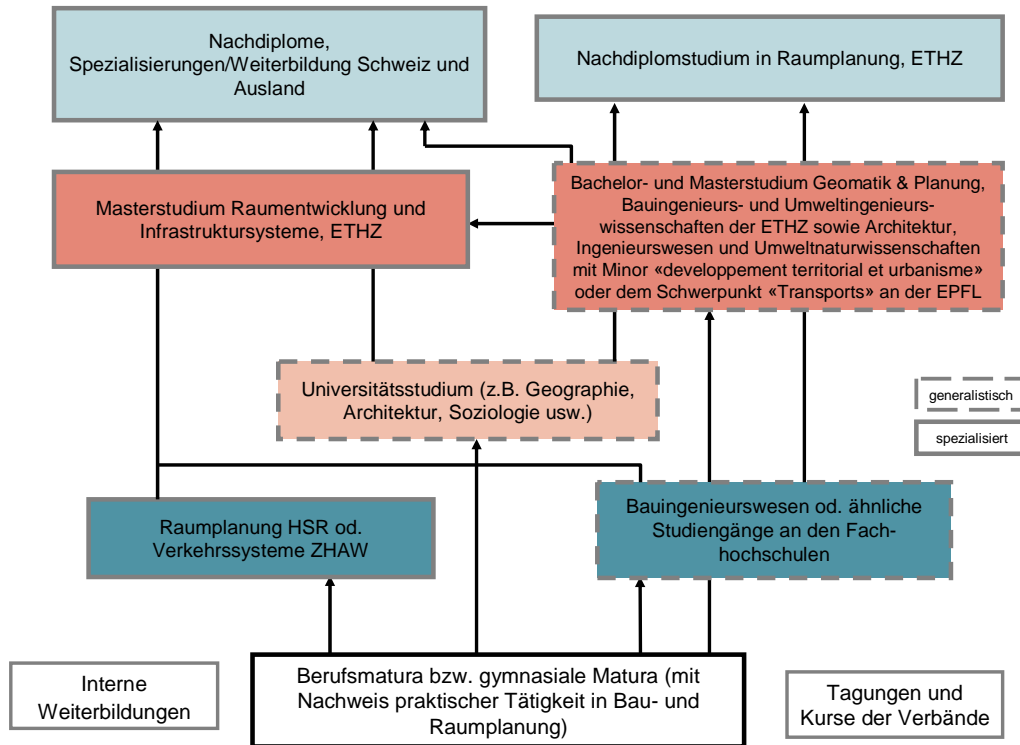 Nachdiplome,
Spezialisierungen/Weiterbildung Schweiz und
Ausland
Nachdiplomstudium in Raumplanung, ETHZ
Masterstudium Raumentwicklung und
Infrastruktursysteme, ETHZ
Bachelor- und Masterstudium Geomatik & Planung,
Bauingenieurs- und Umweltingenieurs-
wissenschaften der ETHZ sowie Architektur,
Ingenieurswesen und Umweltnaturwissenschaften
mit Minor «developpement territorial et urbanisme»
oder dem Schwerpunkt «Transports» an der EPFL
Universitätsstudium (z.B. Geographie,
Architektur, Soziologie usw.)
generalistisch
spezialisiert
Raumplanung HSR od.
Verkehrssysteme ZHAW
Bauingenieurswesen od. ähnliche
Studiengänge an den Fach-
hochschulen
Interne
Weiterbildungen
Berufsmatura bzw. gymnasiale Matura (mit
Nachweis praktischer Tätigkeit in Bau- und
Raumplanung)
Tagungen und
Kurse der Verbände